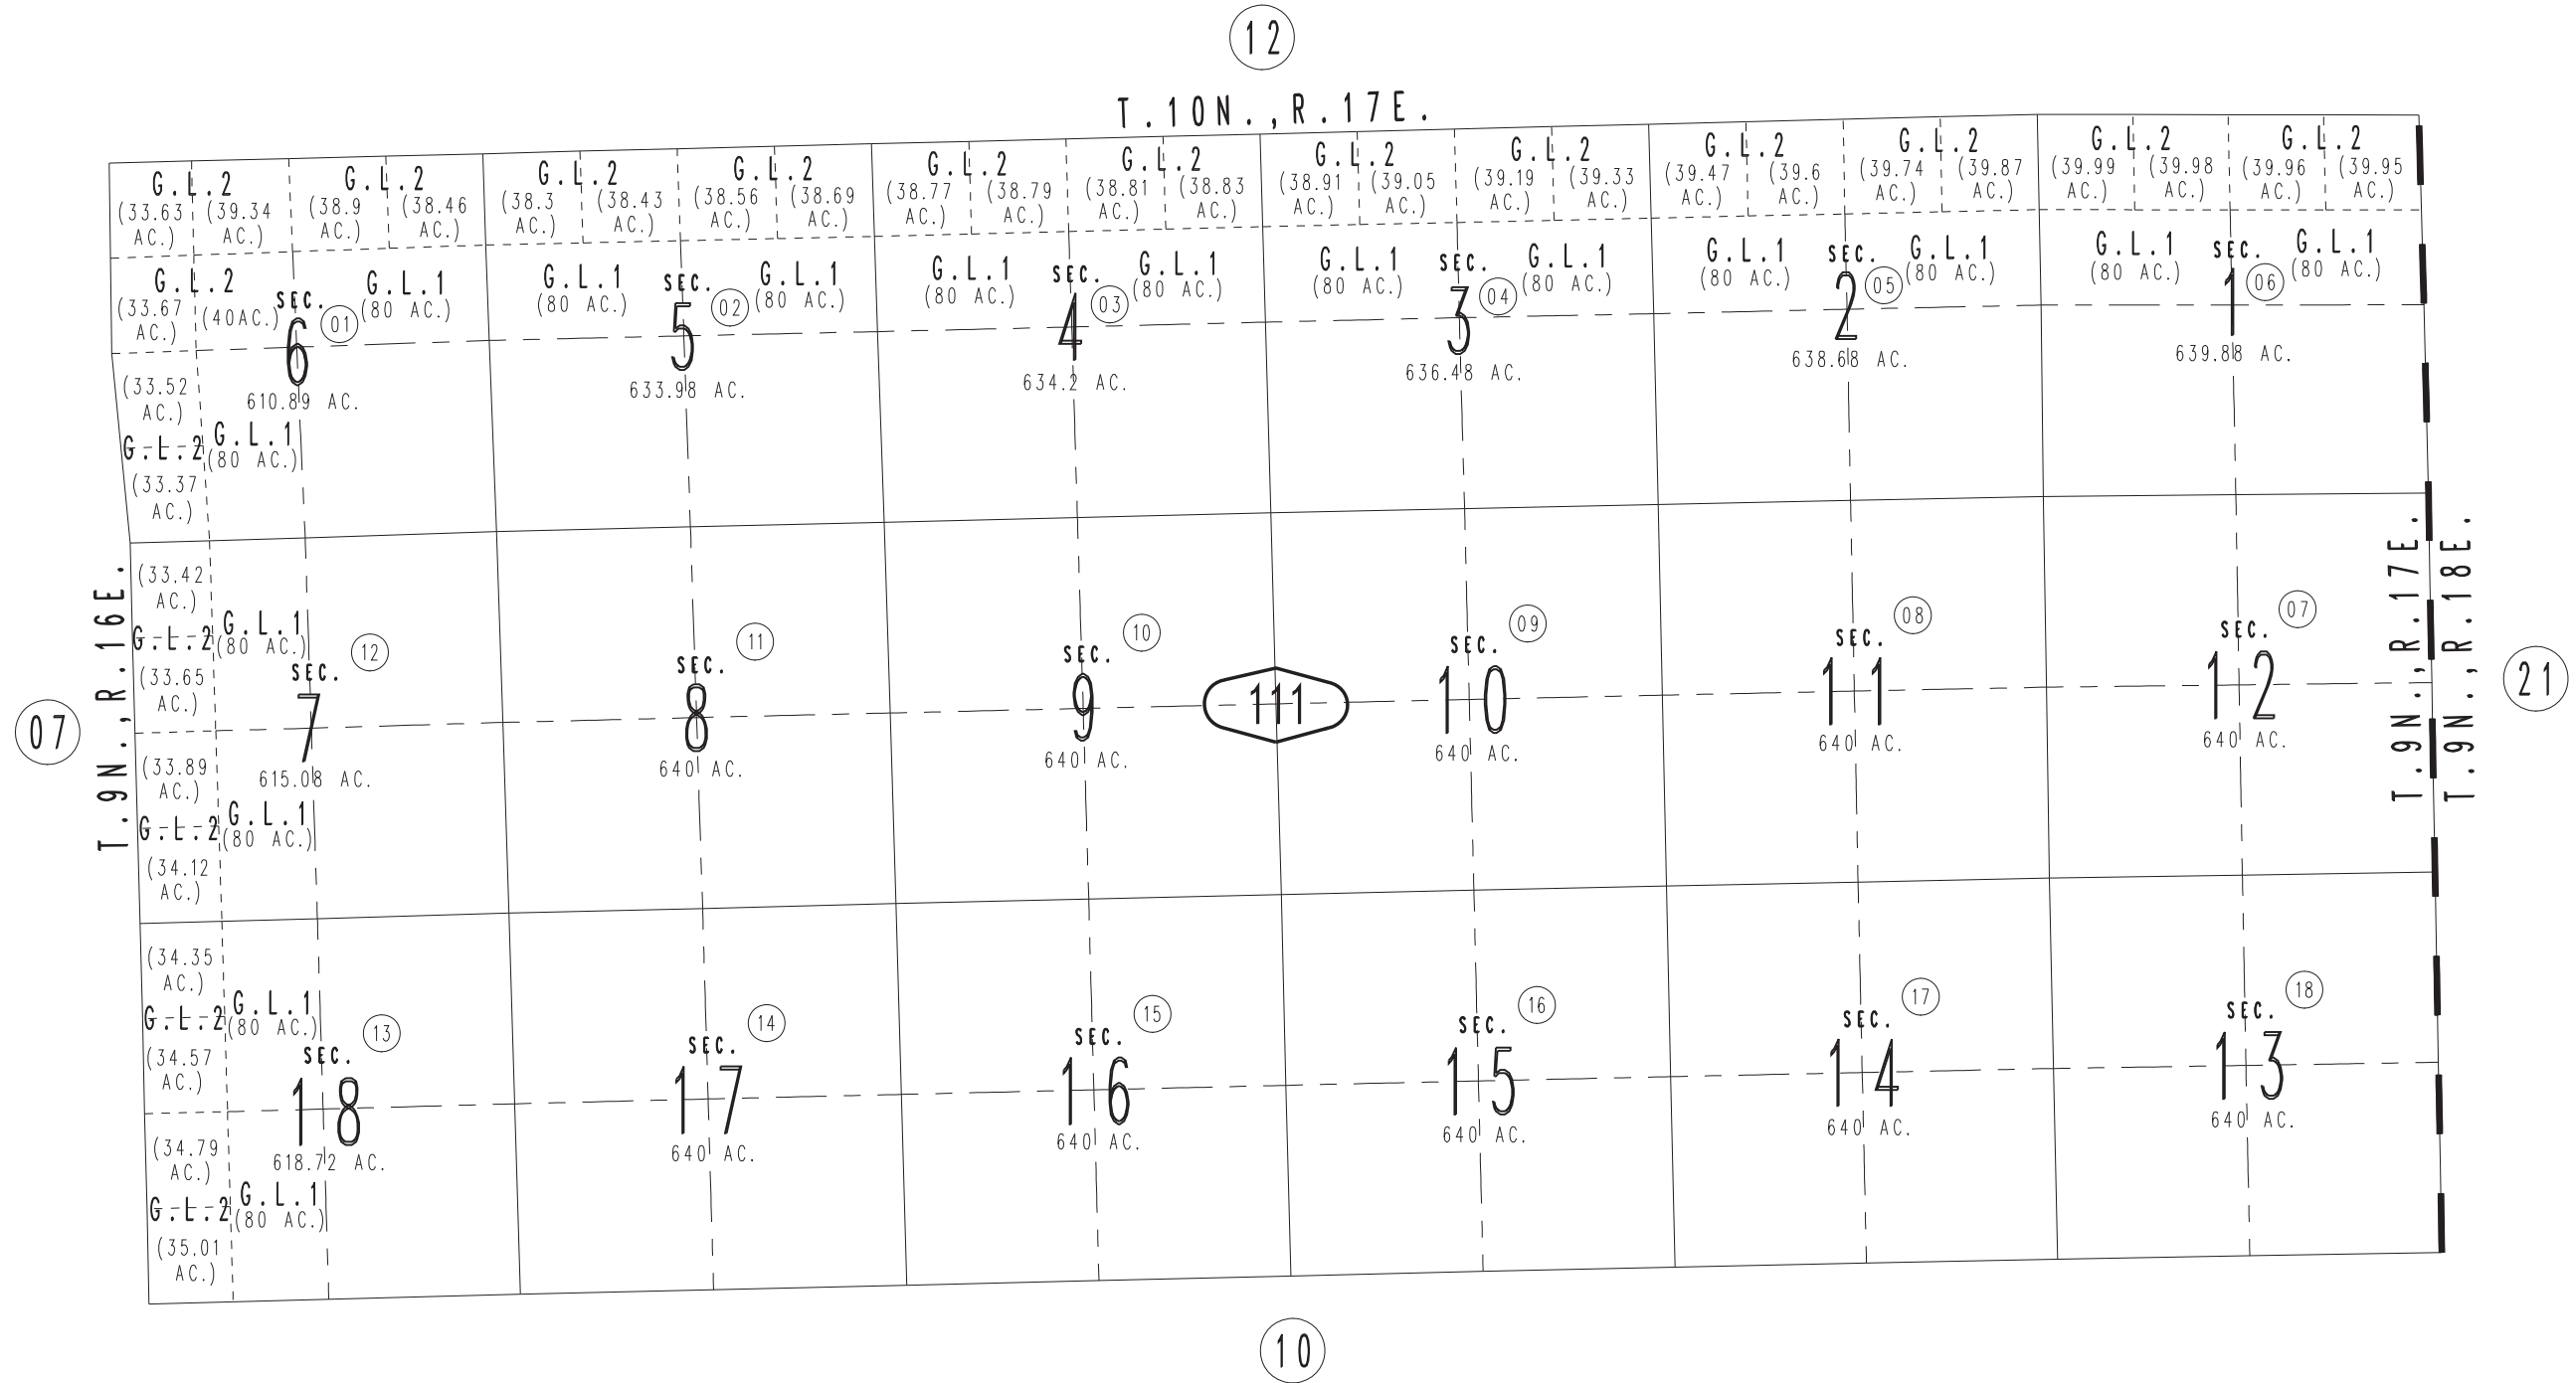 12
T.10N.,R.17E.
G.L.2 G.L.2 G.L.2 G.L.2 G.L.2 G.L.2 G.L.2 G.L.2 G.L.2 G.L.2 G.L.2 G.L.2
(33.63 AC.) (39.34 AC.) (38.9 AC.) (38.46 AC.) (38.3 AC.) (38.43 AC.) (38.56 AC.) (38.69 AC.) (38.77 AC.) (38.79 AC.) (38.81 AC.) (38.83 AC.) (38.91 AC.) (39.05 AC.) (39.19 AC.) (39.33 AC.) (39.47 AC.) (39.6 AC.) (39.74 AC.) (39.87 AC.) (39.99 AC.) (39.98 AC.) (39.96 AC.) (39.95 AC.)
G.L.2 G.L.1 G.L.1 G.L.1 G.L.1 G.L.1 G.L.1 G.L.1 G.L.1 G.L.1 G.L.1 G.L.1
(33.67 AC.) (40AC.) (80 AC.) (80 AC.) (80 AC.) (80 AC.) (80 AC.) (80 AC.) (80 AC.) (80 AC.) (80 AC.) (80 AC.) (80 AC.)
SEC. 6 01 SEC. 5 02 SEC. 4 03 SEC. 3 04 SEC. 2 05 SEC. 1 06
610.89 AC. 633.98 AC. 634.2 AC. 636.48 AC. 638.68 AC. 639.88 AC.
(33.52 AC.)
G.L.2 G.L.1
(80 AC.)
(33.37 AC.)
T.9N.,R.16E.
T.9N.,R.17E.
T.9N.,R.18E.
07
21
(33.42 AC.)
G.L.2 G.L.1
(80 AC.)
(33.65 AC.)
SEC. 7 12 SEC. 8 11 SEC. 9 10 111 SEC. 10 09 SEC. 11 08 SEC. 12 07
615.08 AC. 640 AC. 640 AC. 640 AC. 640 AC. 640 AC.
(33.89 AC.)
G.L.2 G.L.1
(80 AC.)
(34.12 AC.)
(34.35 AC.)
G.L.2 G.L.1
(80 AC.)
(34.57 AC.)
SEC. 18 13 SEC. 17 14 SEC. 16 15 SEC. 15 16 SEC. 14 17 SEC. 13 18
618.72 AC. 640 AC. 640 AC. 640 AC. 640 AC. 640 AC.
(34.79 AC.)
G.L.2 G.L.1
(80 AC.)
(35.01 AC.)
10